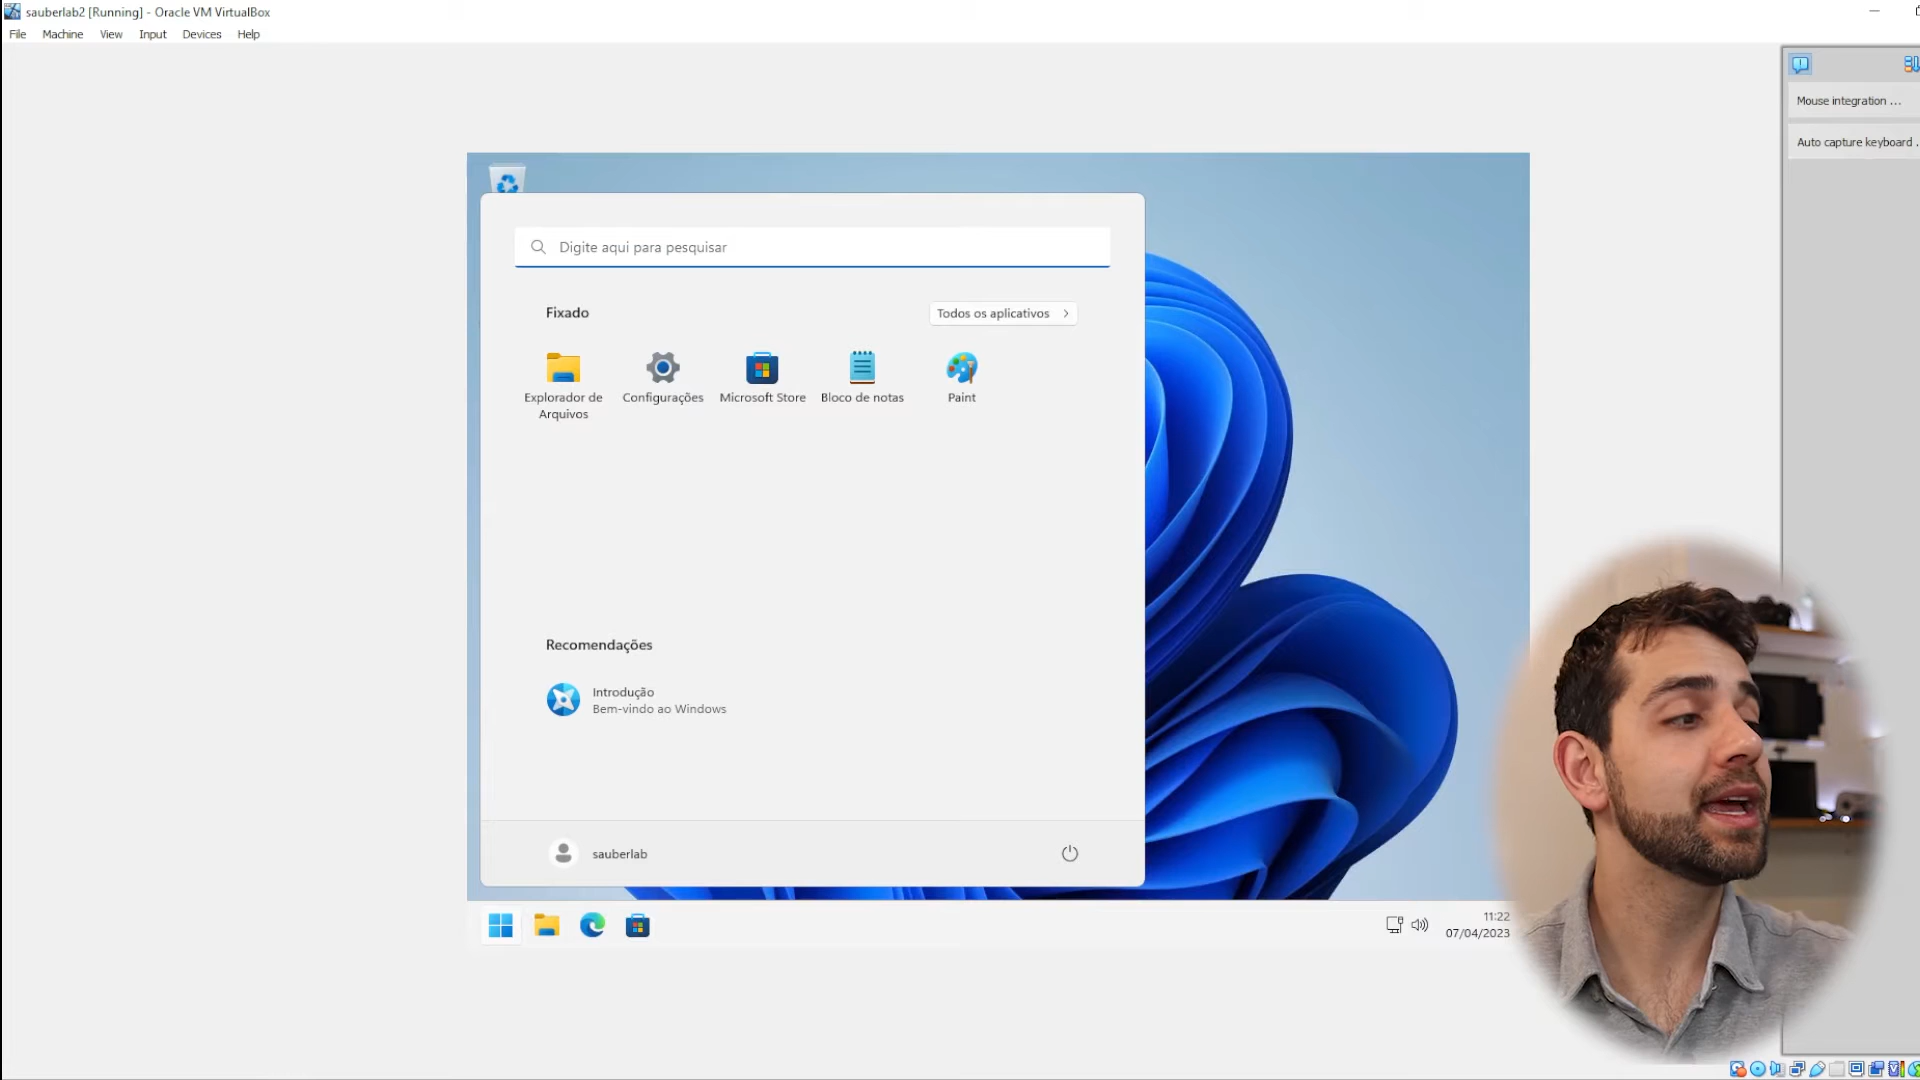 sauberlab2 [Running] - Oracle VM VirtualBox
File Machine View Input Devices Help
Mouse integration ...
Auto capture keyboard .
Digite aqui para pesquisar
Fixado
Todos os aplicativos
Explorador de
Arquivos
Configurações
Microsoft Store
Bloco de notas
Paint
Recomendações
Introdução
Bem-vindo ao Windows
sauberlab
11:22
07/04/2023